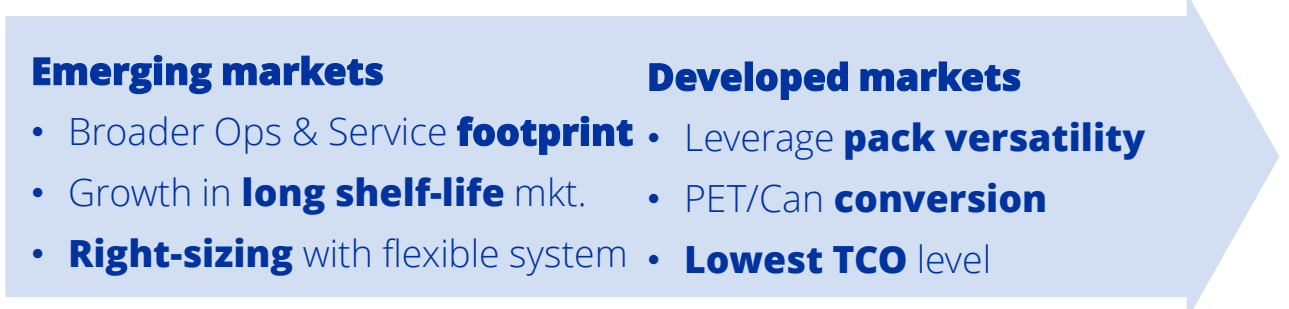 Emerging markets
• Broader Ops & Service footprint
• Growth in long shelf-life mkt.
• Right-sizing with flexible system
Developed markets
• Leverage pack versatility
• PET/Can conversion
• Lowest TCO level